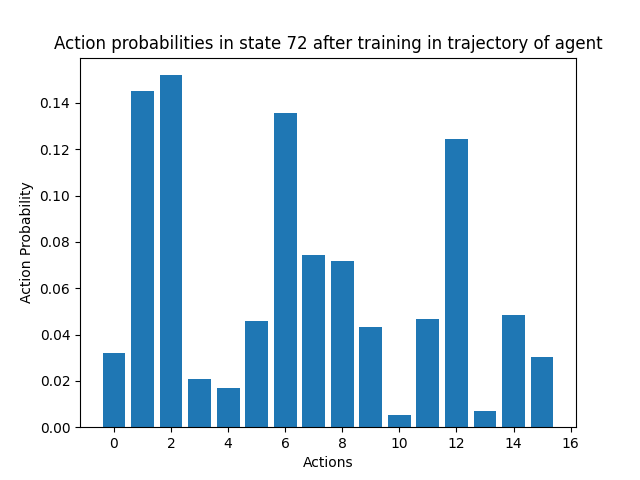 Action probabilities in state 72 after training in trajectory of agent
0.14
0.12
0.10
0.08
0.06
0.04
0.02
0.00
Action Probability
0 2 4 6 8 10 12 14 16
Actions